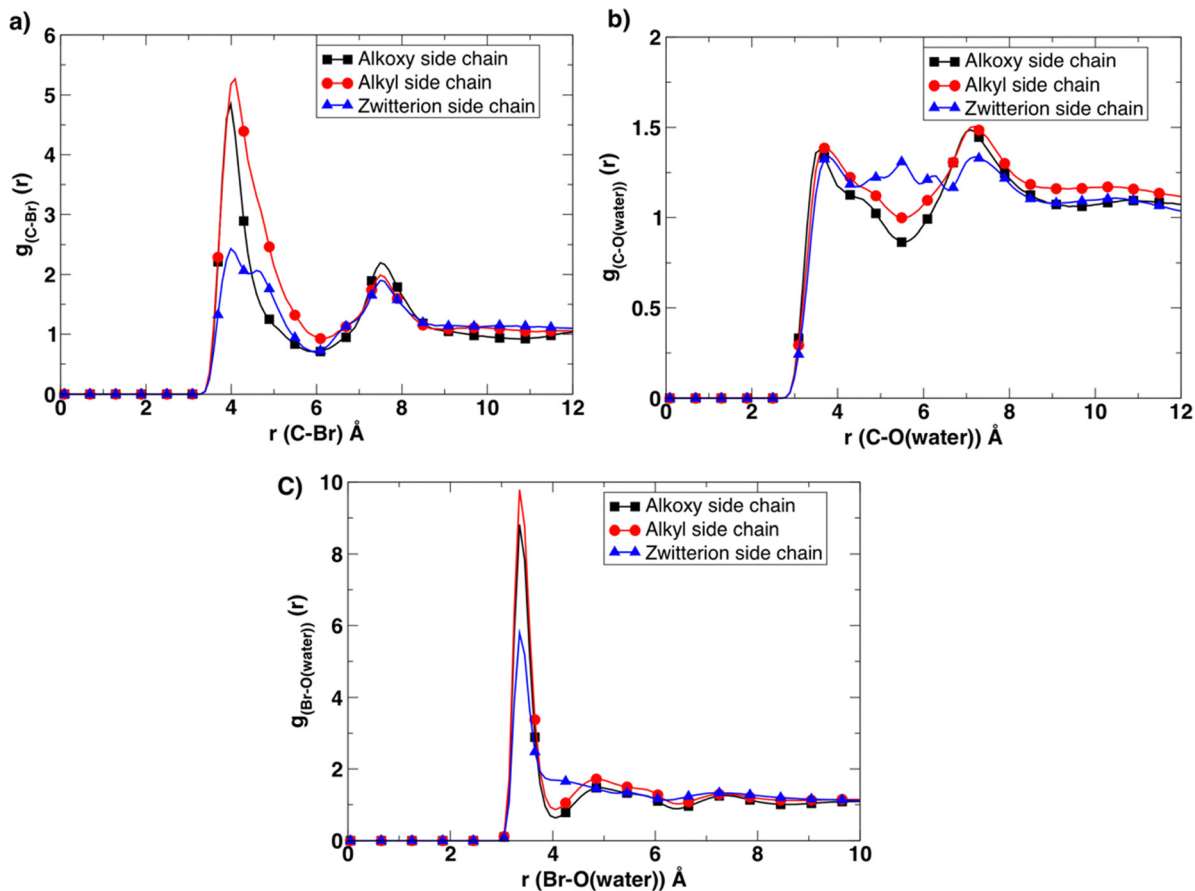 a)
6
5
4
3
2
1
0
g(C-Br) (r)
Alkoxy side chain
Alkyl side chain
Zwitterion side chain
0 2 4 6 8 10 12
r (C-Br) Å
b)
2
1.5
1
0.5
0
g(C-O(water)) (r)
Alkoxy side chain
Alkyl side chain
Zwitterion side chain
0 2 4 6 8 10 12
r (C-O(water)) Å
C)
10
8
6
4
2
0
g(Br-O(water)) (r)
Alkoxy side chain
Alkyl side chain
Zwitterion side chain
0 2 4 6 8 10
r (Br-O(water)) Å